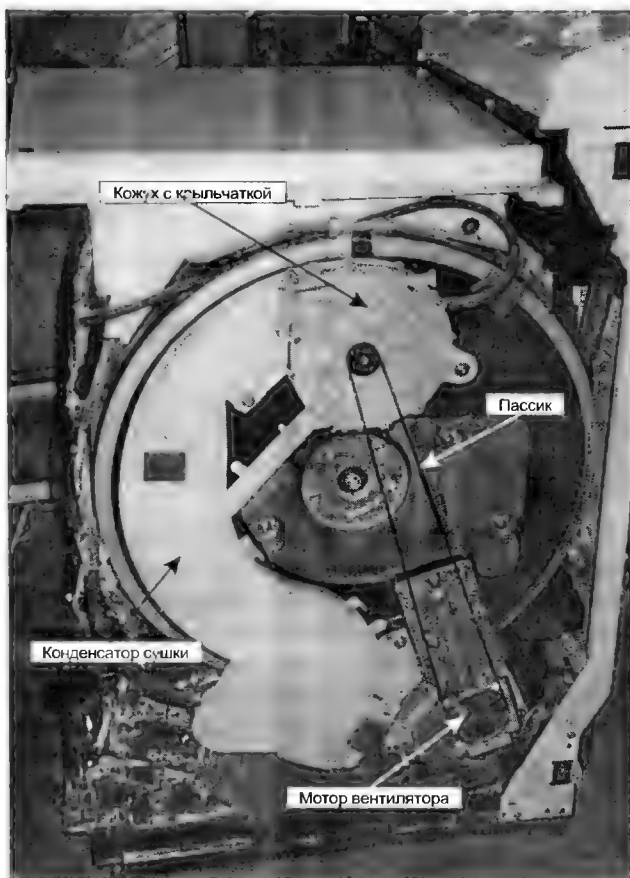 Кожух с крыльчаткой
Пассик
Конденсатор сушки
Мотор вентилятора